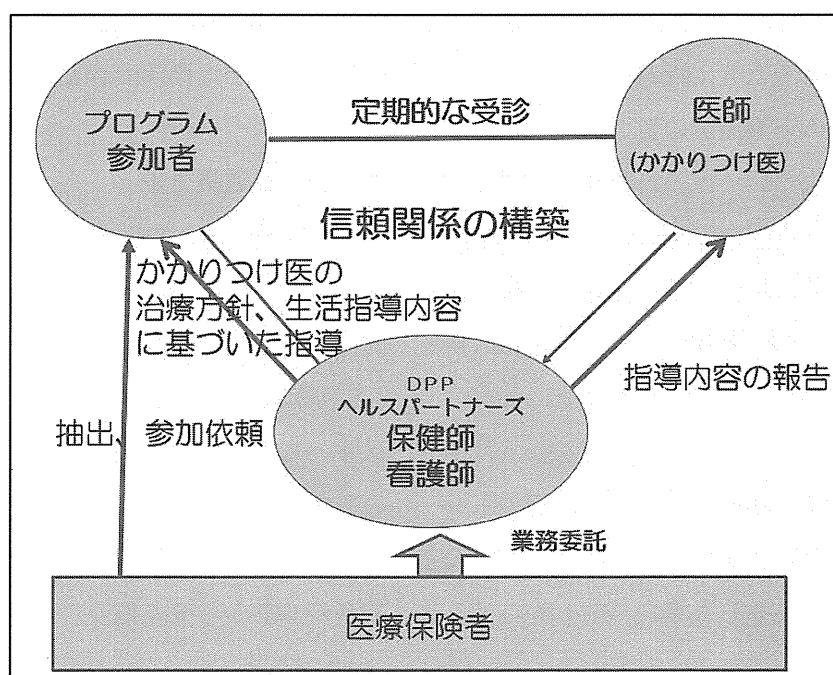 プログラム
参加者
定期的な受診
医師
(かかりつけ医)
信頼関係の構築
かかりつけ医の
治療方針、生活指導内容
に基づいた指導
DPP
ヘルスパートナーズ
保健師
看護師
指導内容の報告
抽出、参加依頼
業務委託
医療保険者